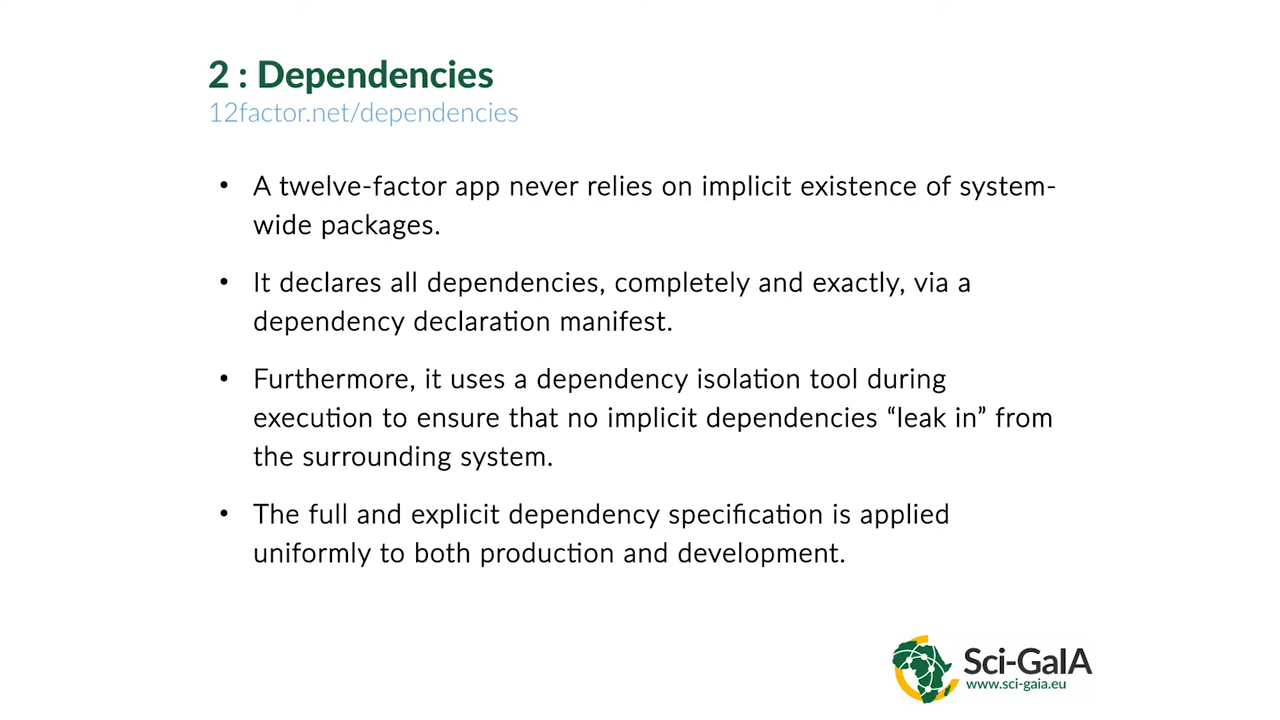 2 : Dependencies
12factor.net/dependencies
• A twelve-factor app never relies on implicit existence of system-
wide packages.
• It declares all dependencies, completely and exactly, via a
dependency declaration manifest.
• Furthermore, it uses a dependency isolation tool during
execution to ensure that no implicit dependencies “leak in” from
the surrounding system.
• The full and explicit dependency specification is applied
uniformly to both production and development.
Sci-GaIA
www.sci-gaia.eu